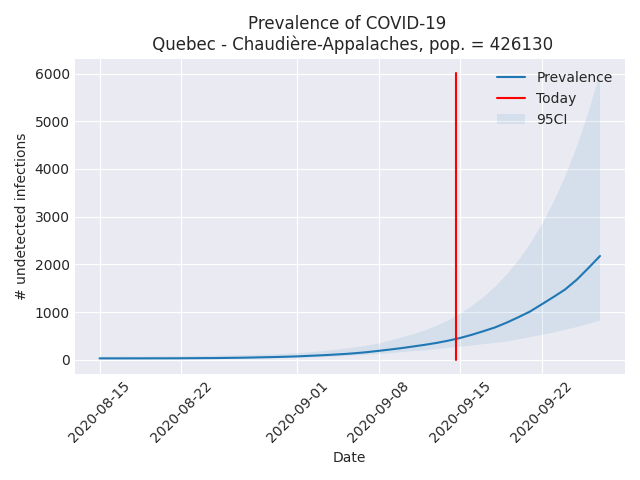 Prevalence of COVID-19
Quebec - Chaudière-Appalaches, pop. = 426130
# undetected infections
6000
5000
4000
3000
2000
1000
0
Prevalence
Today
95CI
2020-08-15
2020-08-22
2020-09-01
2020-09-08
2020-09-15
2020-09-22
Date